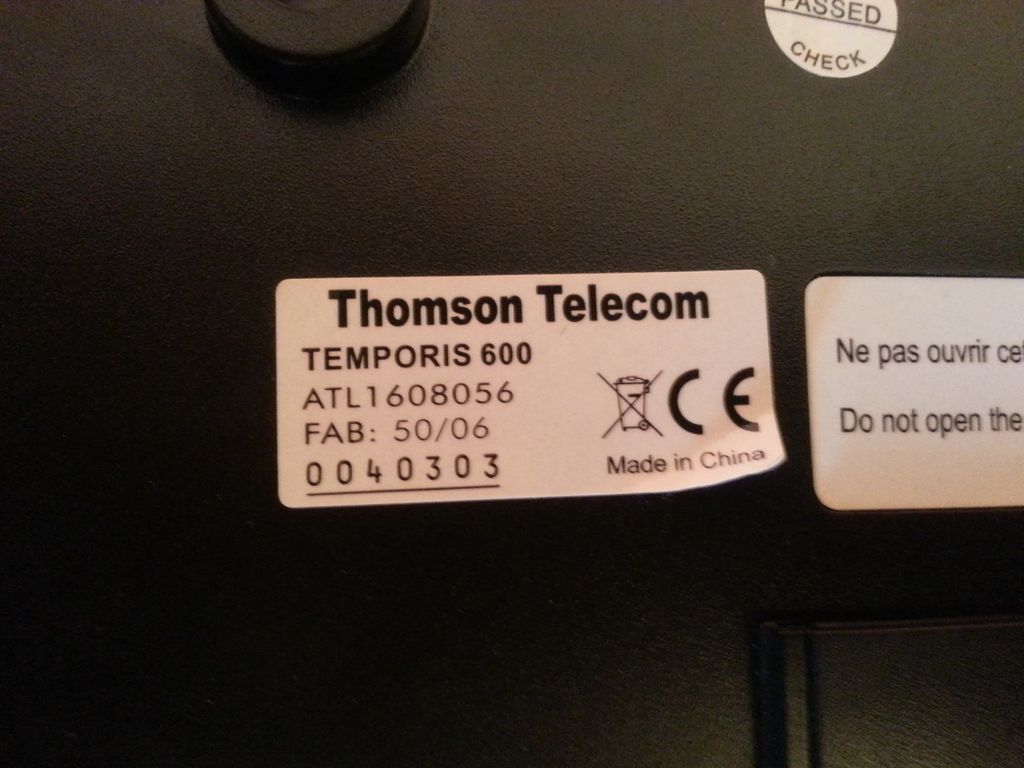 PASSED
CHECK
Thomson Telecom
TEMPORIS 600
ATL1608056
FAB: 50/06
0040303
CE
Made in China
Ne pas ouvrir cet
Do not open the